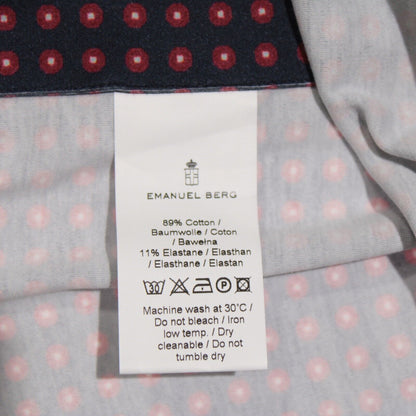 EMANUEL BERG
89% Cotton /
Baumwolle / Coton
/ Bawełna
11% Elastane / Elasthan
/ Elasthane / Elastan
Machine wash at 30°C /
Do not bleach / Iron
low temp. / Dry
cleanable / Do not
tumble dry